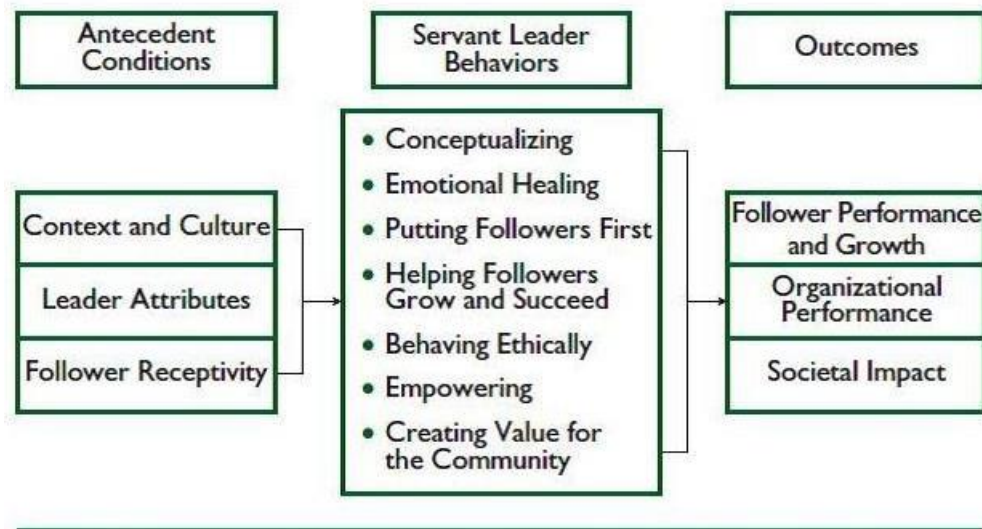 Antecedent
Conditions
Servant Leader
Behaviors
Outcomes
Context and Culture
Leader Attributes
Follower Receptivity
• Conceptualizing
• Emotional Healing
• Putting Followers First
• Helping Followers
Grow and Succeed
• Behaving Ethically
• Empowering
• Creating Value for
the Community
Follower Performance
and Growth
Organizational
Performance
Societal Impact